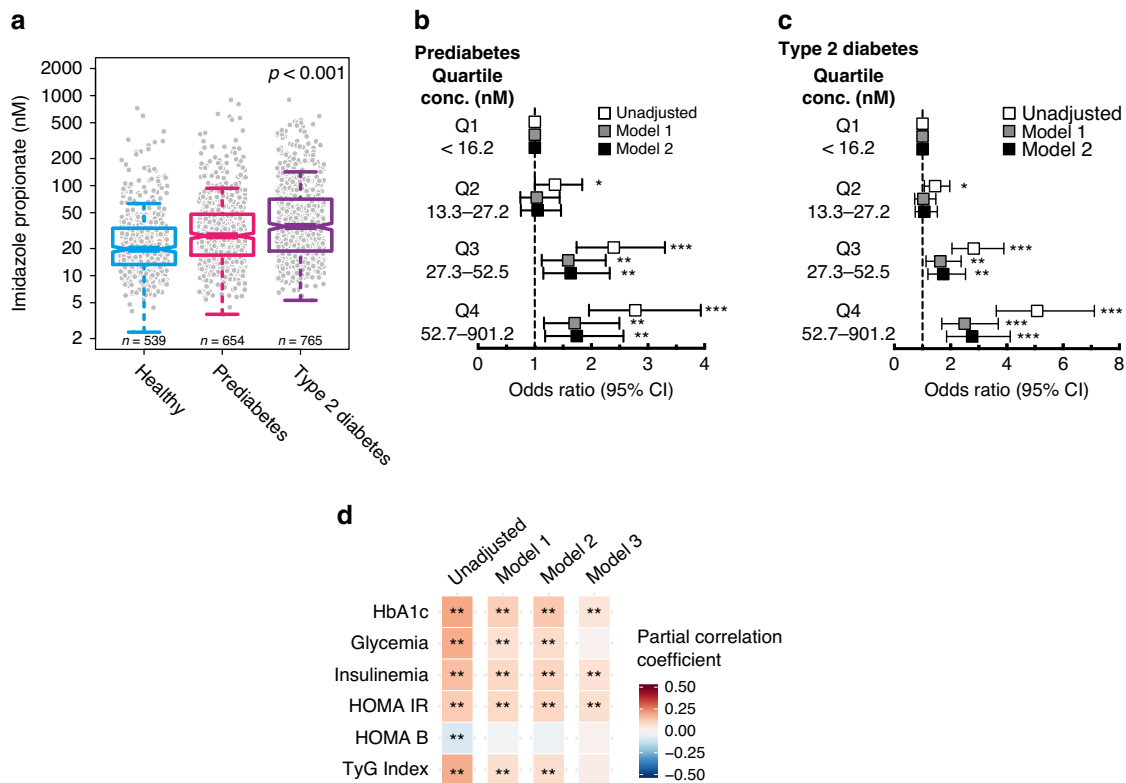 a
Imidazole propionate (nM)
2000
1000
500
200
100
50
20
10
5
2
p < 0.001
n = 539
n = 654
n = 765
Healthy
Prediabetes
Type 2 diabetes
b
Prediabetes
Quartile
conc. (nM)
Unadjusted
Model 1
Model 2
Q1
< 16.2
Q2
13.3–27.2
*
Q3
27.3–52.5
***
**
**
Q4
52.7–901.2
***
**
**
0 1 2 3 4
Odds ratio (95% CI)
c
Type 2 diabetes
Quartile
conc. (nM)
Unadjusted
Model 1
Model 2
Q1
< 16.2
Q2
13.3–27.2
*
Q3
27.3–52.5
***
**
**
Q4
52.7–901.2
***
***
***
0 2 4 6 8
Odds ratio (95% CI)
d
Unadjusted
Model 1
Model 2
Model 3
HbA1c ** ** ** **
Glycemia ** ** **
Insulinemia ** ** ** **
HOMA IR ** ** ** **
HOMA B **
TyG Index ** ** **
Partial correlation
coefficient
0.50
0.25
0.00
−0.25
−0.50